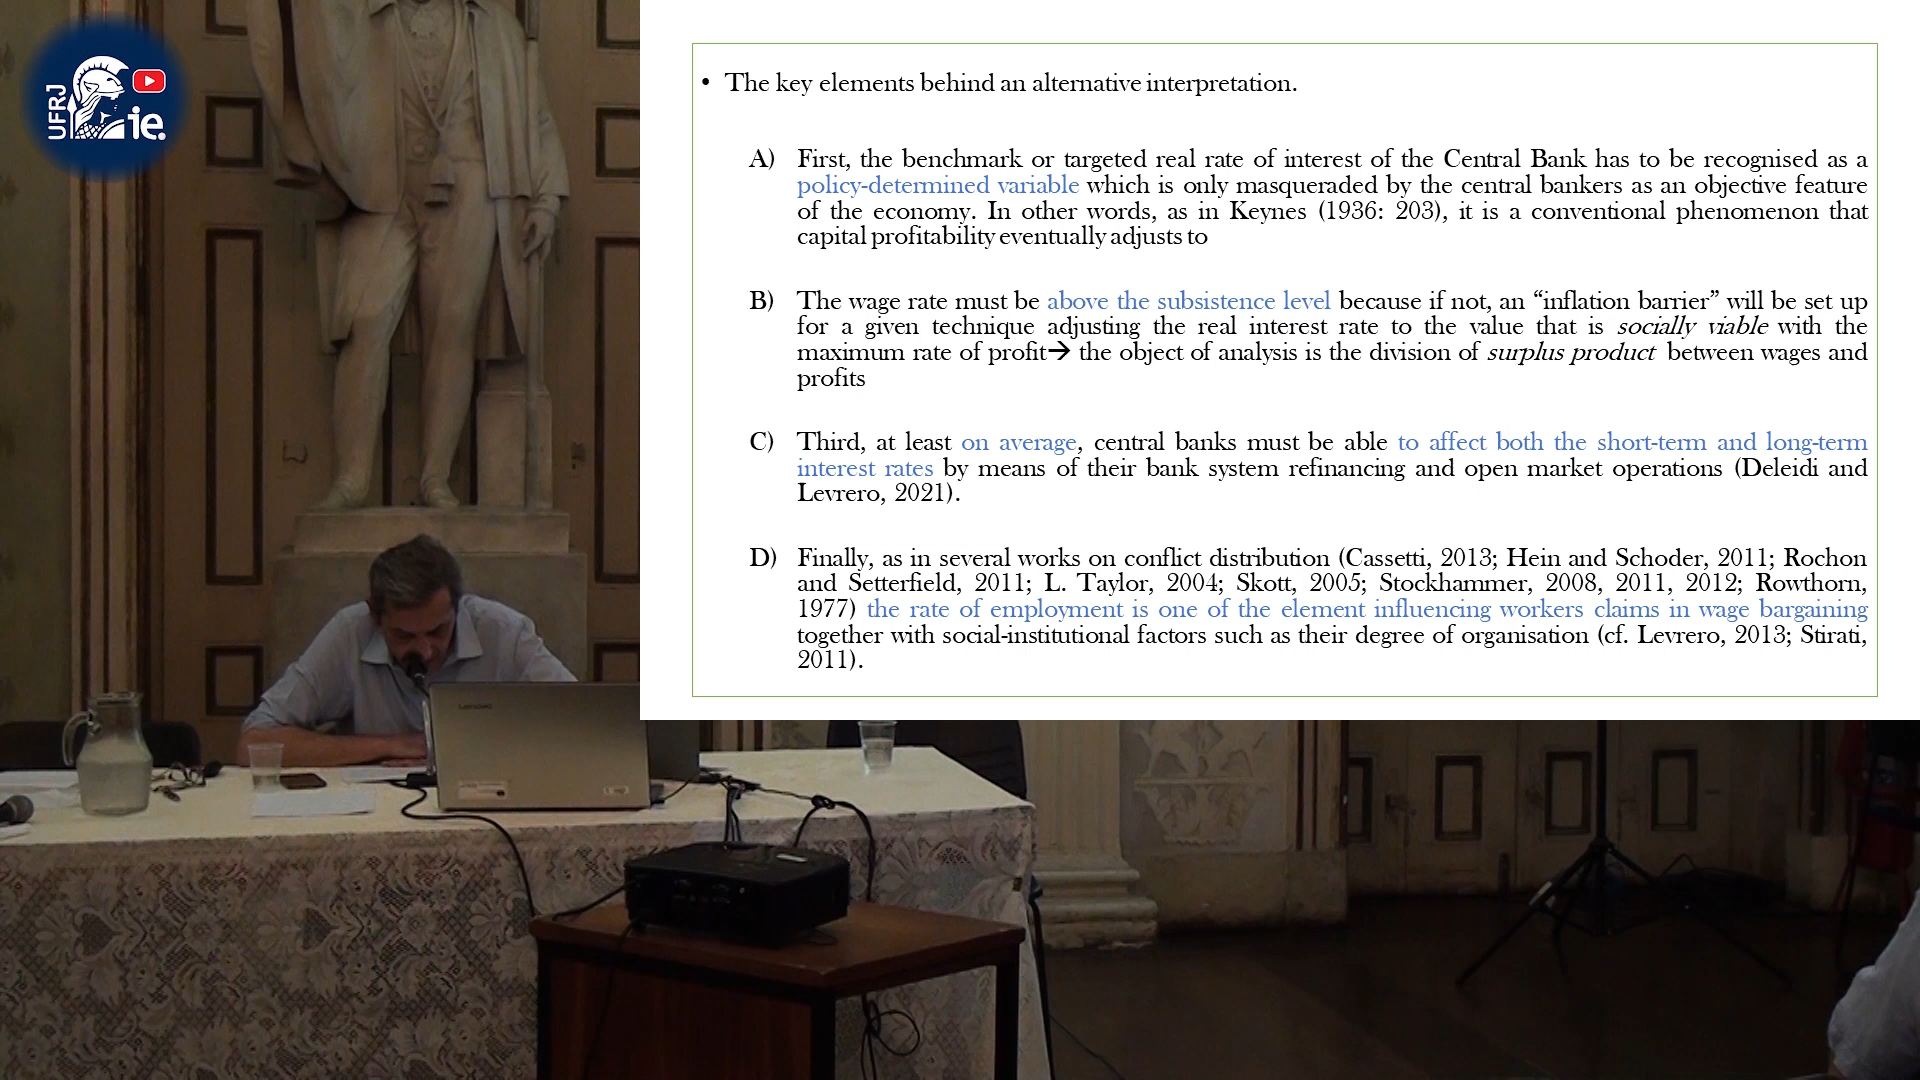 UFRJ
ie.
• The key elements behind an alternative interpretation.
A) First, the benchmark or targeted real rate of interest of the Central Bank has to be recognised as a
policy-determined variable which is only masqueraded by the central bankers as an objective feature
of the economy. In other words, as in Keynes (1936: 203), it is a conventional phenomenon that
capital profitability eventually adjusts to
B) The wage rate must be above the subsistence level because if not, an “inflation barrier” will be set up
for a given technique adjusting the real interest rate to the value that is socially viable with the
maximum rate of profit→ the object of analysis is the division of surplus product between wages and
profits
C) Third, at least on average, central banks must be able to affect both the short-term and long-term
interest rates by means of their bank system refinancing and open market operations (Deleidi and
Levrero, 2021).
D) Finally, as in several works on conflict distribution (Cassetti, 2013; Hein and Schoder, 2011; Rochon
and Setterfield, 2011; L. Taylor, 2004; Skott, 2005; Stockhammer, 2008, 2011, 2012; Rowthorn,
1977) the rate of employment is one of the element influencing workers claims in wage bargaining
together with social-institutional factors such as their degree of organisation (cf. Levrero, 2013; Stirati,
2011).
Lenovo